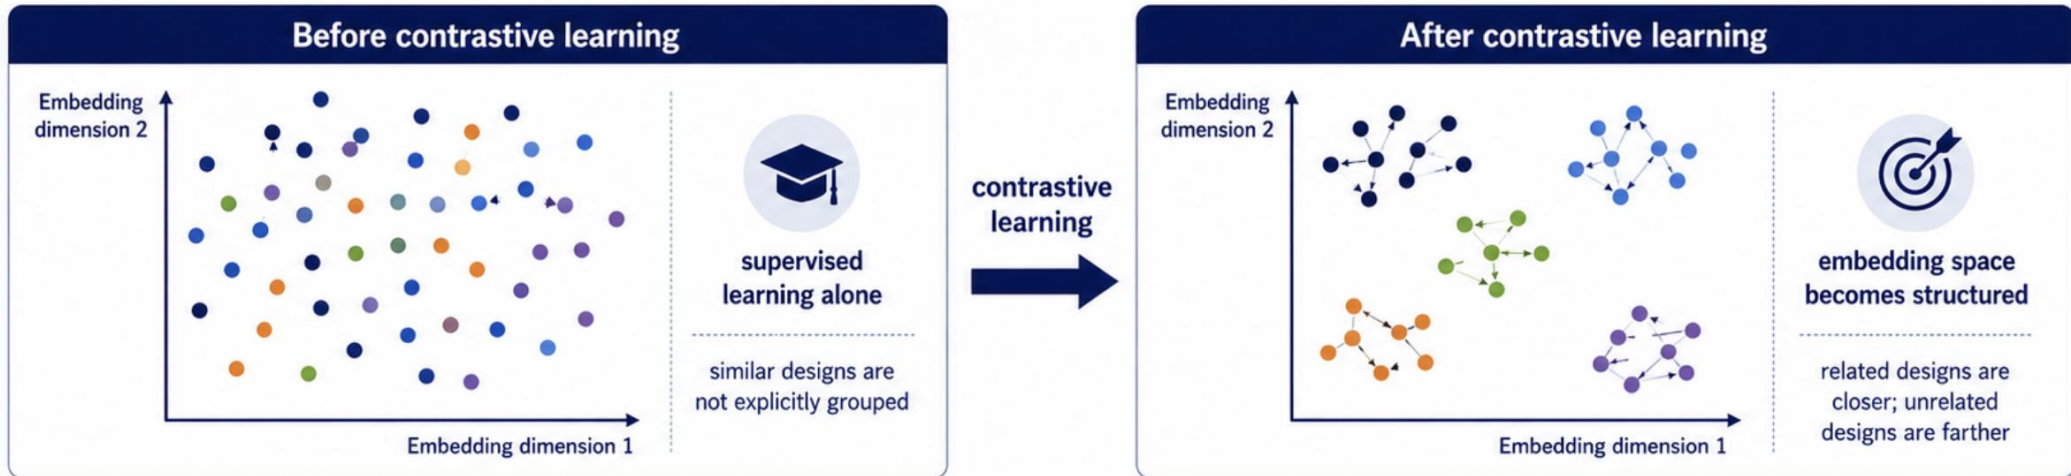 Before contrastive learning
Embedding
dimension 2
Embedding dimension 1
supervised
learning alone
similar designs are
not explicitly grouped
contrastive
learning
After contrastive learning
Embedding
dimension 2
Embedding dimension 1
embedding space
becomes structured
related designs are
closer; unrelated
designs are farther